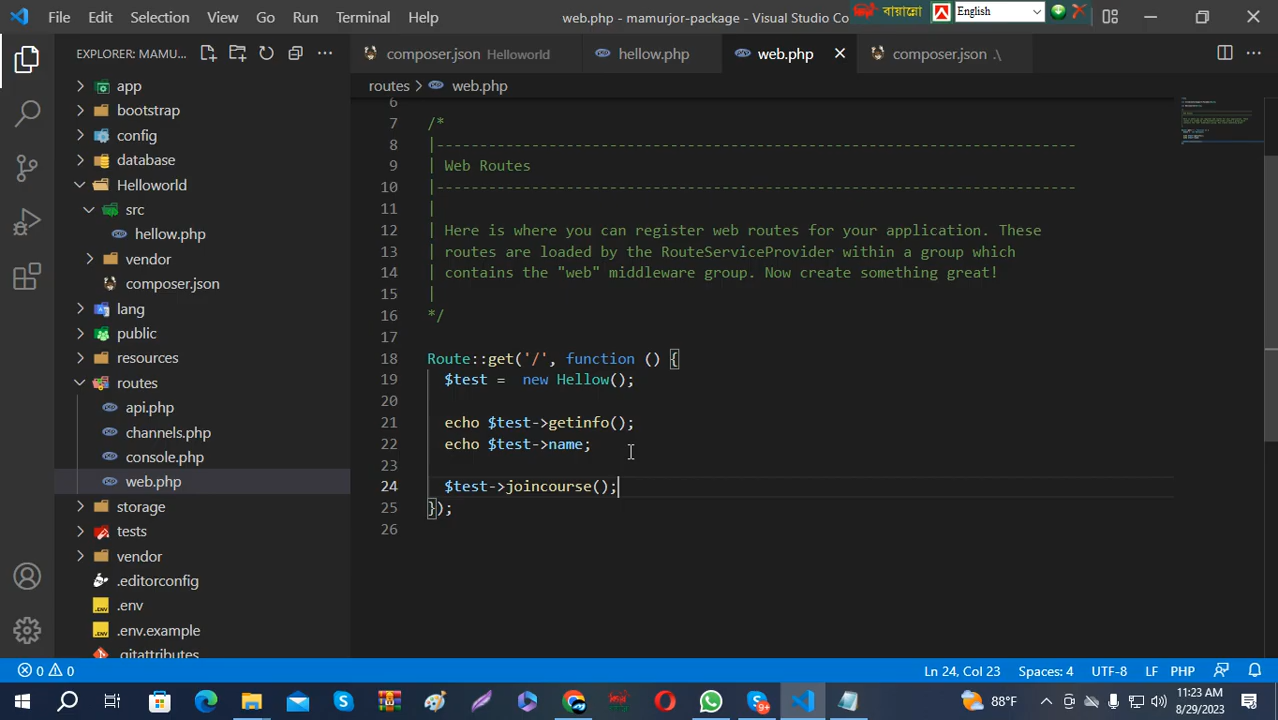 File Edit Selection View Go Run Terminal Help
web.php - mamurjor-package - Visual Studio Co
বায়ান্নো English
EXPLORER: MAMU...
composer.json Helloworld
hellow.php
web.php
composer.json .\
routes > web.php
app
bootstrap
config
database
Helloworld
src
hellow.php
vendor
composer.json
lang
public
resources
routes
api.php
channels.php
console.php
web.php
storage
tests
vendor
.editorconfig
.env
.env.example
.gitattributes
6
7 /*
8 |--------------------------------------------------------------------------
9 | Web Routes
10 |--------------------------------------------------------------------------
11 |
12 | Here is where you can register web routes for your application. These
13 | routes are loaded by the RouteServiceProvider within a group which
14 | contains the "web" middleware group. Now create something great!
15 |
16 */
17
18 Route::get('/', function () {
19 $test =  new Hellow();
20
21 echo $test->getinfo();
22 echo $test->name;
23
24 $test->joincourse();
25 });
26
0 0
Ln 24, Col 23 Spaces: 4 UTF-8 LF PHP
9+
88°F
11:23 AM
8/29/2023